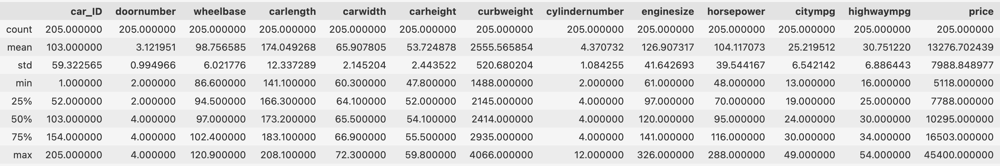 car_ID doornumber wheelbase carlength carwidth carheight curbweight cylindernumber enginesize horsepower citympg highwaympg price
count 205.000000 205.000000 205.000000 205.000000 205.000000 205.000000 205.000000 205.000000 205.000000 205.000000 205.000000 205.000000 205.000000
mean 103.000000 3.121951 98.756585 174.049268 65.907805 53.724878 2555.565854 4.370732 126.907317 104.117073 25.219512 30.751220 13276.702439
std 59.322565 0.994966 6.021776 12.337289 2.145204 2.443522 520.680204 1.084255 41.642693 39.544167 6.542142 6.886443 7988.848977
min 1.000000 2.000000 86.600000 141.100000 60.300000 47.800000 1488.000000 2.000000 61.000000 48.000000 13.000000 16.000000 5118.000000
25% 52.000000 2.000000 94.500000 166.300000 64.100000 52.000000 2145.000000 4.000000 97.000000 70.000000 19.000000 25.000000 7788.000000
50% 103.000000 4.000000 97.000000 173.200000 65.500000 54.100000 2414.000000 4.000000 120.000000 95.000000 24.000000 30.000000 10295.000000
75% 154.000000 4.000000 102.400000 183.100000 66.900000 55.500000 2935.000000 4.000000 141.000000 116.000000 30.000000 34.000000 16503.000000
max 205.000000 4.000000 120.900000 208.100000 72.300000 59.800000 4066.000000 12.000000 326.000000 288.000000 49.000000 54.000000 45400.000000